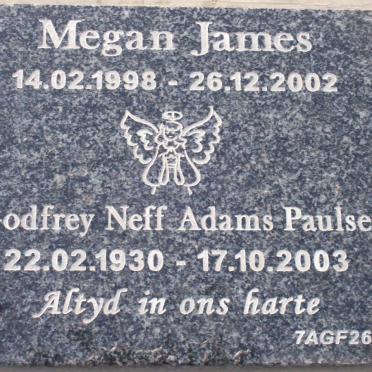 Megan James
14.02.1998 - 26.12.2002
odfrey Neff Adams Paulse
22.02.1930 - 17.10.2003
Altyd in ons harte
7AGF26